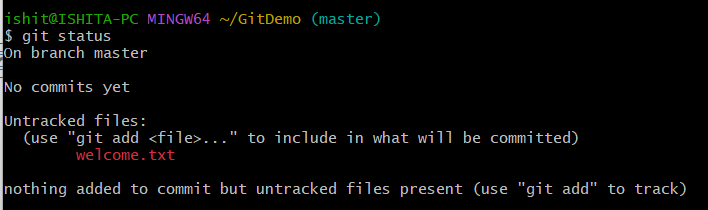 ishit@ISHITA-PC MINGW64 ~/GitDemo (master)
$ git status
On branch master
No commits yet
Untracked files:
(use "git add <file>..." to include in what will be committed)
welcome.txt
nothing added to commit but untracked files present (use "git add" to track)